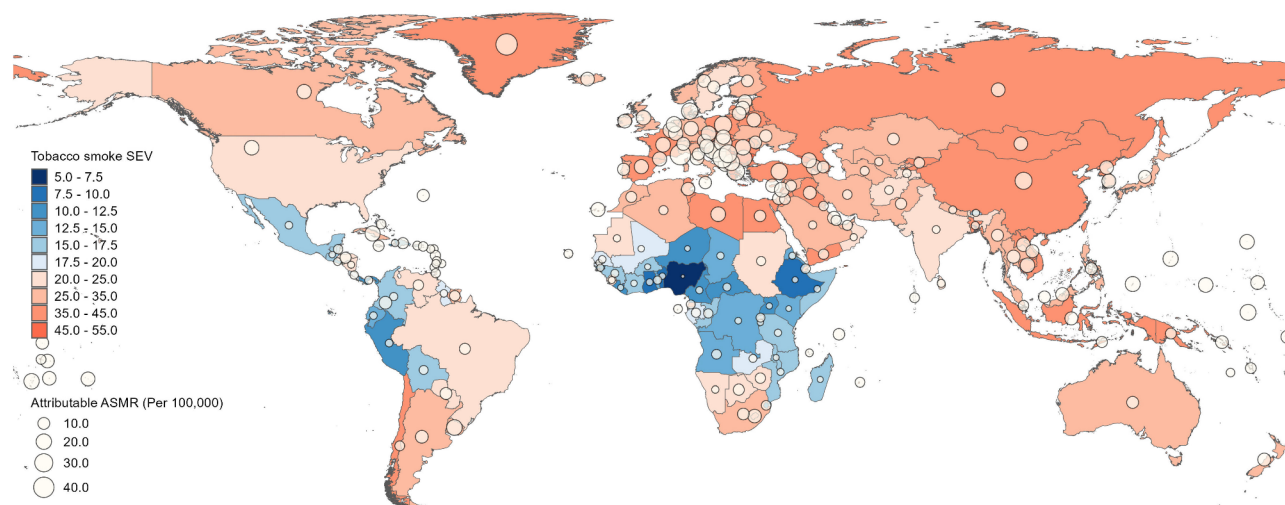 Tobacco smoke SEV
5.0 - 7.5
7.5 - 10.0
10.0 - 12.5
12.5 - 15.0
15.0 - 17.5
17.5 - 20.0
20.0 - 25.0
25.0 - 35.0
35.0 - 45.0
45.0 - 55.0
Attributable ASMR (Per 100,000)
10.0
20.0
30.0
40.0